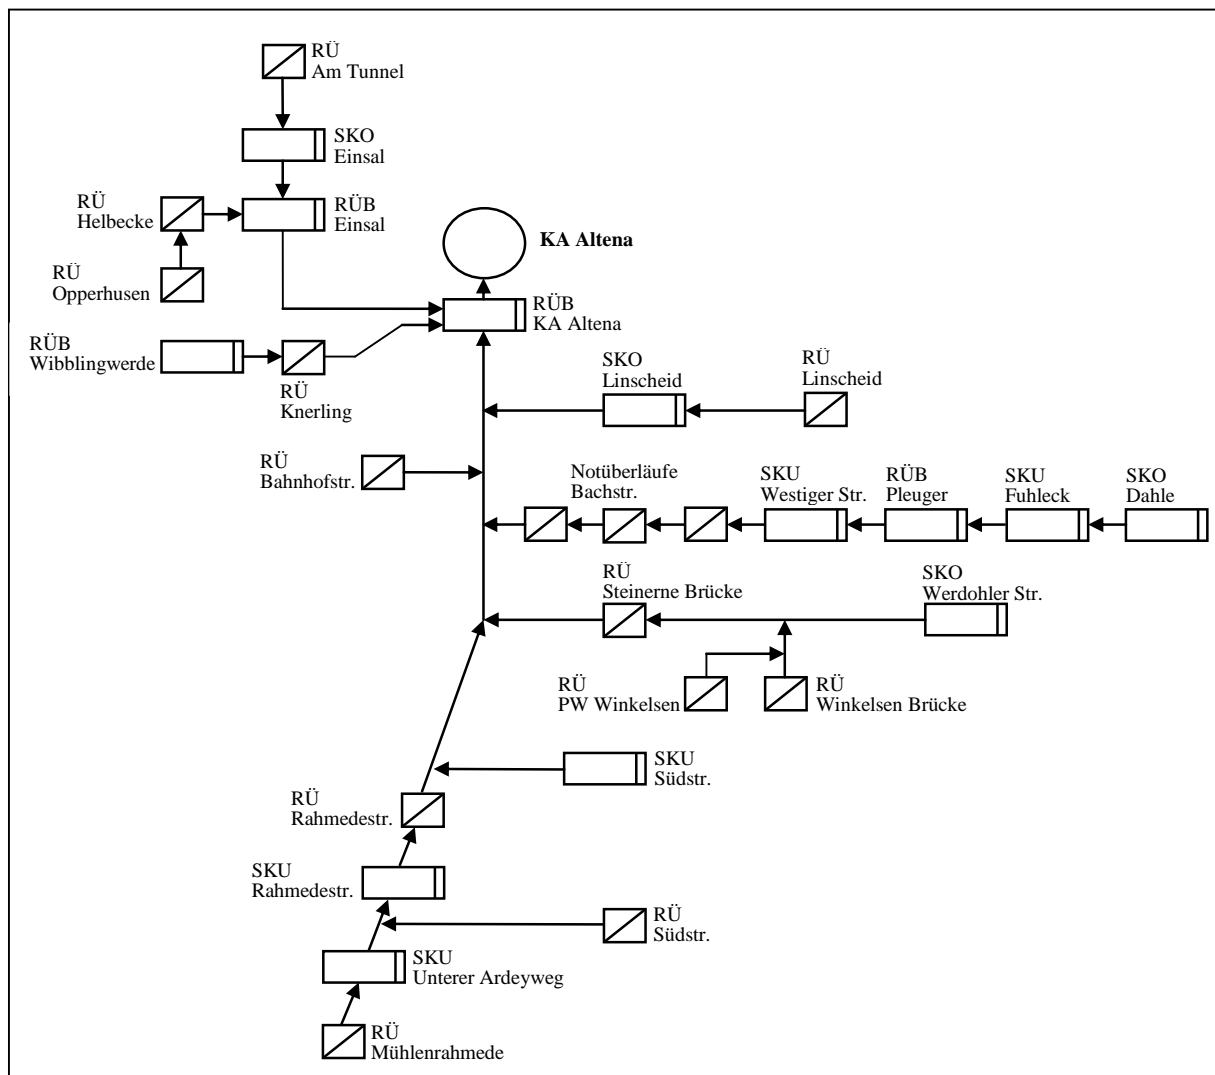 RÜ
Am Tunnel
SKO
Einsal
RÜ
Helbecke
RÜB
Einsal
KA Altena
RÜ
Opperhusen
RÜB
KA Altena
RÜB
Wibblingwerde
RÜ
Knerling
SKO
Linscheid
RÜ
Linscheid
RÜ
Bahnhofstr.
Notüberläufe
Bachstr.
SKU
Westiger Str.
RÜB
Pleuger
SKU
Fuhleck
SKO
Dahle
RÜ
Steinerne Brücke
SKO
Werdohler Str.
RÜ
PW Winkelsen
RÜ
Winkelsen Brücke
SKU
Südstr.
RÜ
Rahmedestr.
SKU
Rahmedestr.
RÜ
Südstr.
SKU
Unterer Ardeyweg
RÜ
Mühlenrahmede